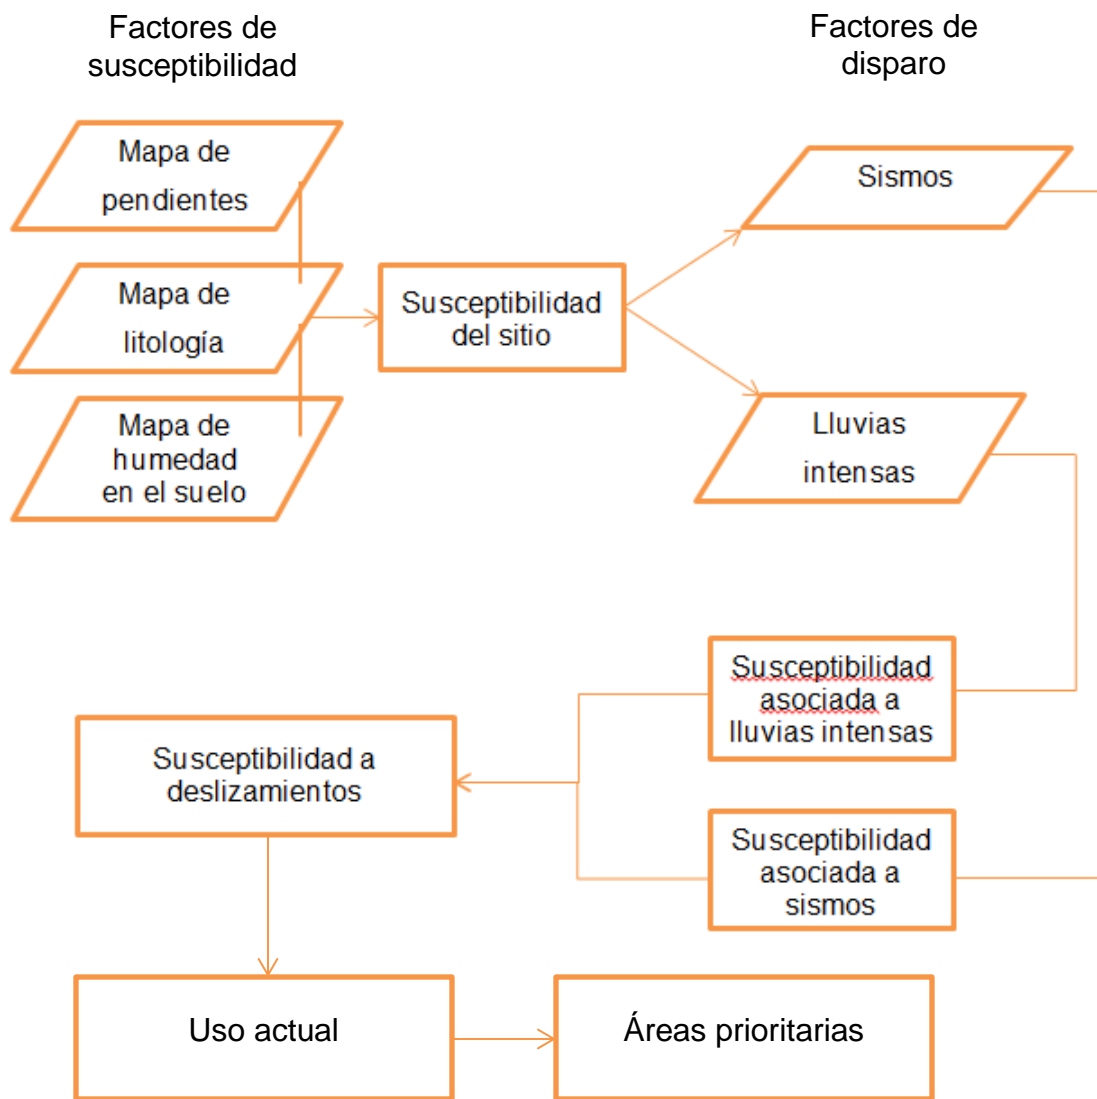 Factores de
susceptibilidad
Factores de
disparo
Mapa de
pendientes
Sismos
Mapa de
litología
Susceptibilidad
del sitio
Mapa de
humedad
en el suelo
Lluvias
intensas
Susceptibilidad
asociada a
lluvias intensas
Susceptibilidad a
deslizamientos
Susceptibilidad
asociada a
sismos
Uso actual
Áreas prioritarias